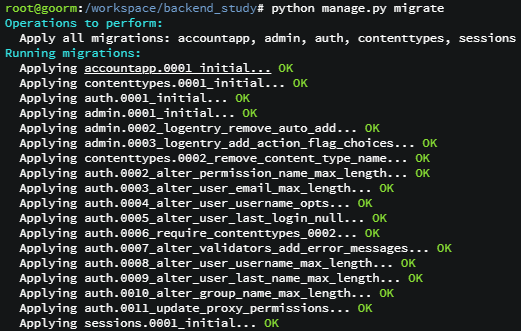 root@goorm:/workspace/backend_study# python manage.py migrate
Operations to perform:
  Apply all migrations: accountapp, admin, auth, contenttypes, sessions
Running migrations:
  Applying accountapp.0001_initial... OK
  Applying contenttypes.0001_initial... OK
  Applying auth.0001_initial... OK
  Applying admin.0001_initial... OK
  Applying admin.0002_logentry_remove_auto_add... OK
  Applying admin.0003_logentry_add_action_flag_choices... OK
  Applying contenttypes.0002_remove_content_type_name... OK
  Applying auth.0002_alter_permission_name_max_length... OK
  Applying auth.0003_alter_user_email_max_length... OK
  Applying auth.0004_alter_user_username_opts... OK
  Applying auth.0005_alter_user_last_login_null... OK
  Applying auth.0006_require_contenttypes_0002... OK
  Applying auth.0007_alter_validators_add_error_messages... OK
  Applying auth.0008_alter_user_username_max_length... OK
  Applying auth.0009_alter_user_last_name_max_length... OK
  Applying auth.0010_alter_group_name_max_length... OK
  Applying auth.0011_update_proxy_permissions... OK
  Applying sessions.0001_initial... OK